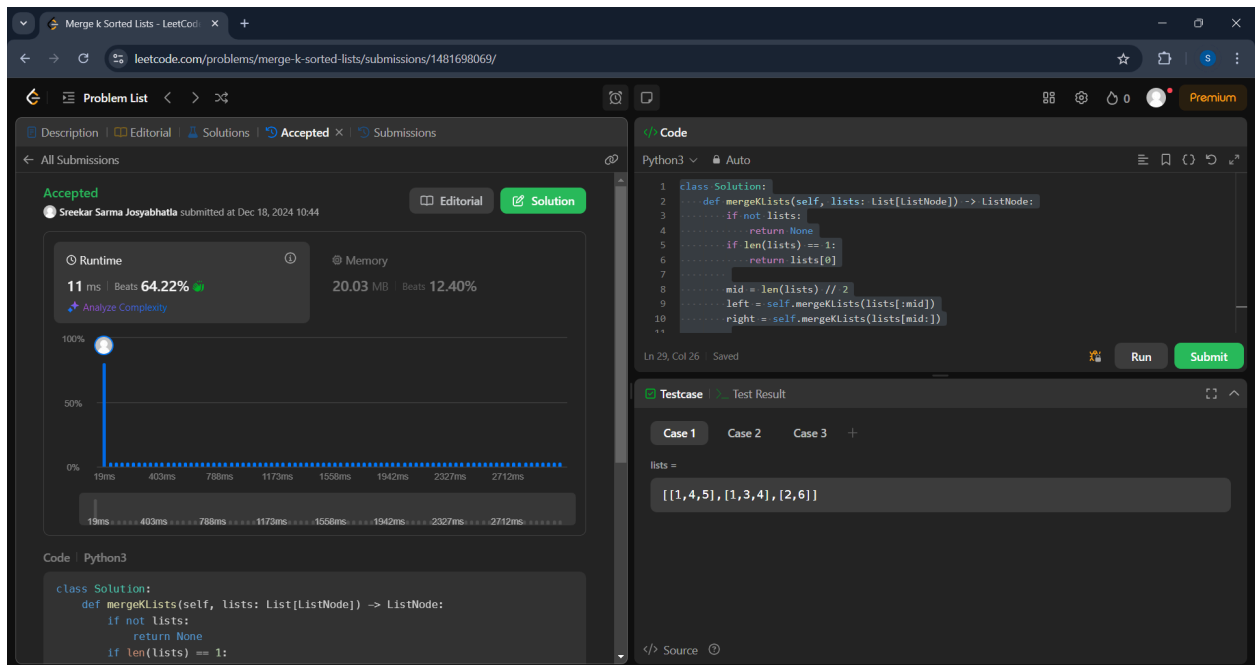 Merge k Sorted Lists - LeetCod
leetcode.com/problems/merge-k-sorted-lists/submissions/1481698069/
S
Problem List
0
Premium
Description
Editorial
Solutions
Accepted
Submissions
All Submissions
Accepted
Sreekar Sarma Josyabhatla submitted at Dec 18, 2024 10:44
Editorial
Solution
Runtime
11 ms | Beats 64.22%
Analyze Complexity
Memory
20.03 MB | Beats 12.40%
100%
50%
0%
19ms 403ms 788ms 1173ms 1558ms 1942ms 2327ms 2712ms
19ms 403ms 788ms 1173ms 1558ms 1942ms 2327ms 2712ms
Code | Python3
class Solution:
def mergeKLists(self, lists: List[ListNode]) -> ListNode:
if not lists:
return None
if len(lists) == 1:
</> Code
Python3
Auto
1 class Solution:
2 def mergeKLists(self, lists: List[ListNode]) -> ListNode:
3 if not lists:
4 return None
5 if len(lists) == 1:
6 return lists[0]
7
8 mid = len(lists) // 2
9 left = self.mergeKLists(lists[:mid])
10 right = self.mergeKLists(lists[mid:])
11
Ln 29, Col 26 | Saved
Run
Submit
Testcase
>_ Test Result
Case 1
Case 2
Case 3
+
lists =
[[1,4,5],[1,3,4],[2,6]]
</> Source